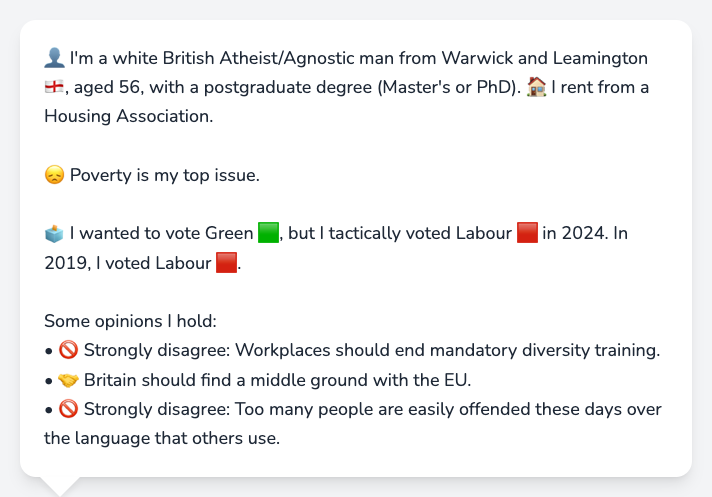 👤 I'm a white British Atheist/Agnostic man from Warwick and Leamington
🏴󠁧󠁢󠁥󠁮󠁧󠁿, aged 56, with a postgraduate degree (Master's or PhD). 🏠 I rent from a
Housing Association.
😞 Poverty is my top issue.
🗳️ I wanted to vote Green 🟩, but I tactically voted Labour 🟥 in 2024. In
2019, I voted Labour 🟥.
Some opinions I hold:
• 🚫 Strongly disagree: Workplaces should end mandatory diversity training.
• 🤝 Britain should find a middle ground with the EU.
• 🚫 Strongly disagree: Too many people are easily offended these days over
the language that others use.